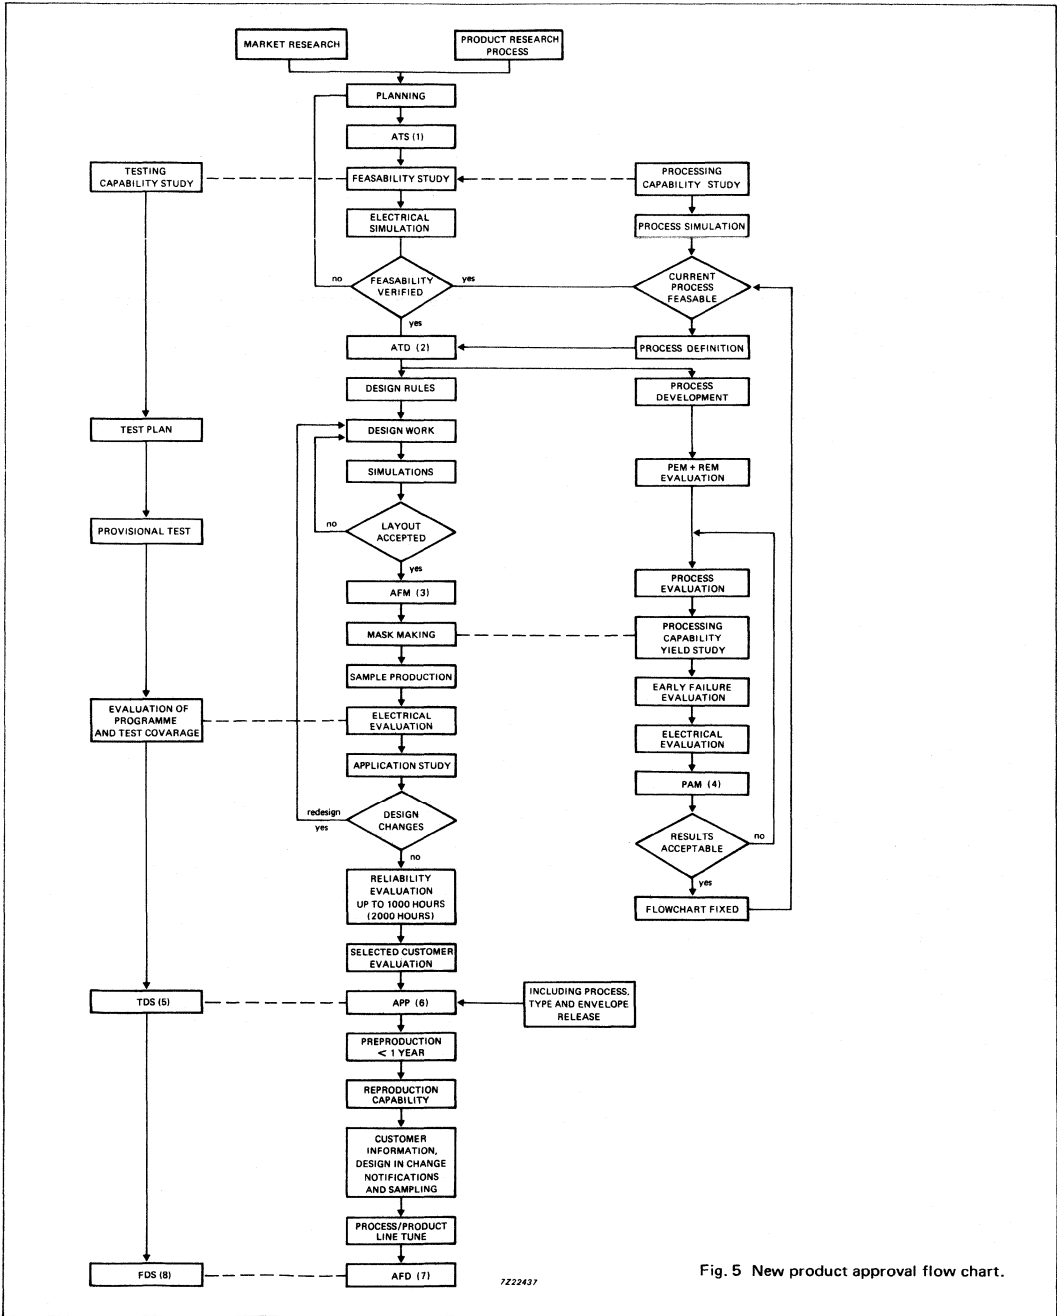 MARKET RESEARCH
PRODUCT RESEARCH
PROCESS
PLANNING
ATS (1)
TESTING
CAPABILITY STUDY
FEASABILITY STUDY
PROCESSING
CAPABILITY STUDY
ELECTRICAL
SIMULATION
PROCESS SIMULATION
no
FEASABILITY
VERIFIED
yes
CURRENT
PROCESS
FEASABLE
yes
ATD (2)
PROCESS DEFINITION
DESIGN RULES
PROCESS
DEVELOPMENT
TEST PLAN
DESIGN WORK
SIMULATIONS
PEM + REM
EVALUATION
PROVISIONAL TEST
no
LAYOUT
ACCEPTED
yes
AFM (3)
PROCESS
EVALUATION
MASK MAKING
PROCESSING
CAPABILITY
YIELD STUDY
SAMPLE PRODUCTION
EARLY FAILURE
EVALUATION
EVALUATION OF
PROGRAMME
AND TEST COVARAGE
ELECTRICAL
EVALUATION
ELECTRICAL
EVALUATION
APPLICATION STUDY
PAM (4)
redesign
yes
DESIGN
CHANGES
no
RESULTS
ACCEPTABLE
no
yes
RELIABILITY
EVALUATION
UP TO 1000 HOURS
(2000 HOURS)
FLOWCHART FIXED
SELECTED CUSTOMER
EVALUATION
TDS (5)
APP (6)
INCLUDING PROCESS,
TYPE AND ENVELOPE
RELEASE
PREPRODUCTION
< 1 YEAR
REPRODUCTION
CAPABILITY
CUSTOMER
INFORMATION,
DESIGN IN CHANGE
NOTIFICATIONS
AND SAMPLING
PROCESS/PRODUCT
LINE TUNE
FDS (8)
AFD (7)
7Z22437
Fig. 5 New product approval flow chart.